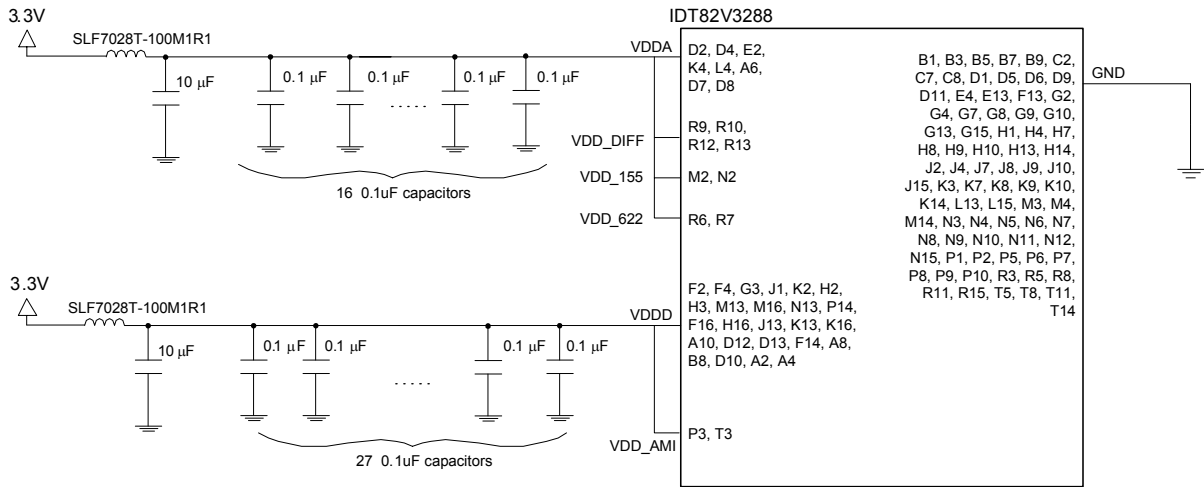 IDT82V3288
3.3V
SLF7028T-100M1R1
VDDA
10 μF
0.1 μF
0.1 μF
0.1 μF
0.1 μF
. . . . .
16 0.1uF capacitors
D2, D4, E2,
K4, L4, A6,
D7, D8
VDD_DIFF
R9, R10,
R12, R13
VDD_155
M2, N2
VDD_622
R6, R7
B1, B3, B5, B7, B9, C2,
C7, C8, D1, D5, D6, D9,
D11, E4, E13, F13, G2,
G4, G7, G8, G9, G10,
G13, G15, H1, H4, H7,
H8, H9, H10, H13, H14,
J2, J4, J7, J8, J9, J10,
J15, K3, K7, K8, K9, K10,
K14, L13, L15, M3, M4,
M14, N3, N4, N5, N6, N7,
N8, N9, N10, N11, N12,
N15, P1, P2, P5, P6, P7,
P8, P9, P10, R3, R5, R8,
R11, R15, T5, T8, T11,
T14
GND
3.3V
SLF7028T-100M1R1
VDDD
10 μF
0.1 μF
0.1 μF
0.1 μF
0.1 μF
. . . . .
27 0.1uF capacitors
F2, F4, G3, J1, K2, H2,
H3, M13, M16, N13, P14,
F16, H16, J13, K13, K16,
A10, D12, D13, F14, A8,
B8, D10, A2, A4
VDD_AMI
P3, T3